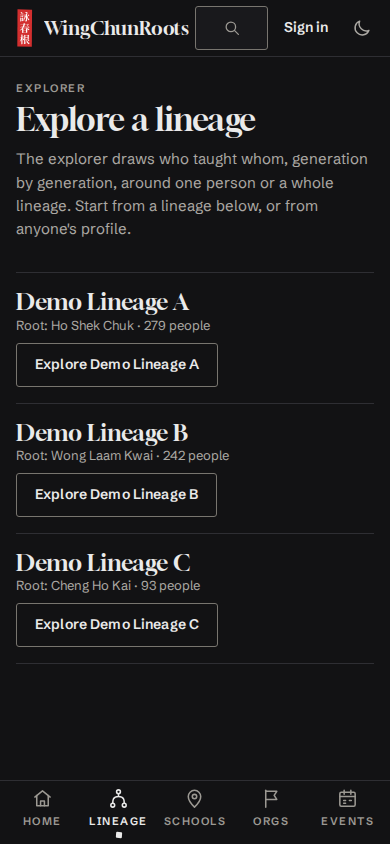 詠春根
WingChunRoots
Sign in
EXPLORER
Explore a lineage
The explorer draws who taught whom, generation
by generation, around one person or a whole
lineage. Start from a lineage below, or from
anyone's profile.
Demo Lineage A
Root: Ho Shek Chuk · 279 people
Explore Demo Lineage A
Demo Lineage B
Root: Wong Laam Kwai · 242 people
Explore Demo Lineage B
Demo Lineage C
Root: Cheng Ho Kai · 93 people
Explore Demo Lineage C
HOME
LINEAGE
SCHOOLS
ORGS
EVENTS